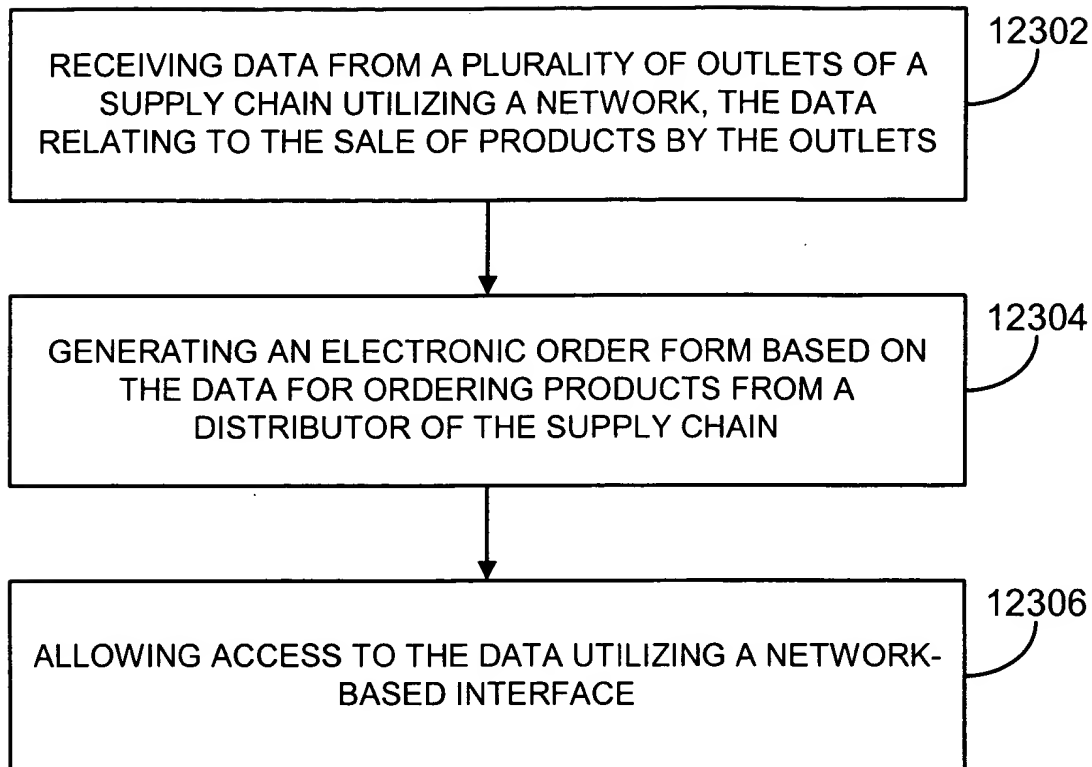 12302
RECEIVING DATA FROM A PLURALITY OF OUTLETS OF A
SUPPLY CHAIN UTILIZING A NETWORK, THE DATA
RELATING TO THE SALE OF PRODUCTS BY THE OUTLETS
12304
GENERATING AN ELECTRONIC ORDER FORM BASED ON
THE DATA FOR ORDERING PRODUCTS FROM A
DISTRIBUTOR OF THE SUPPLY CHAIN
12306
ALLOWING ACCESS TO THE DATA UTILIZING A NETWORK-
BASED INTERFACE